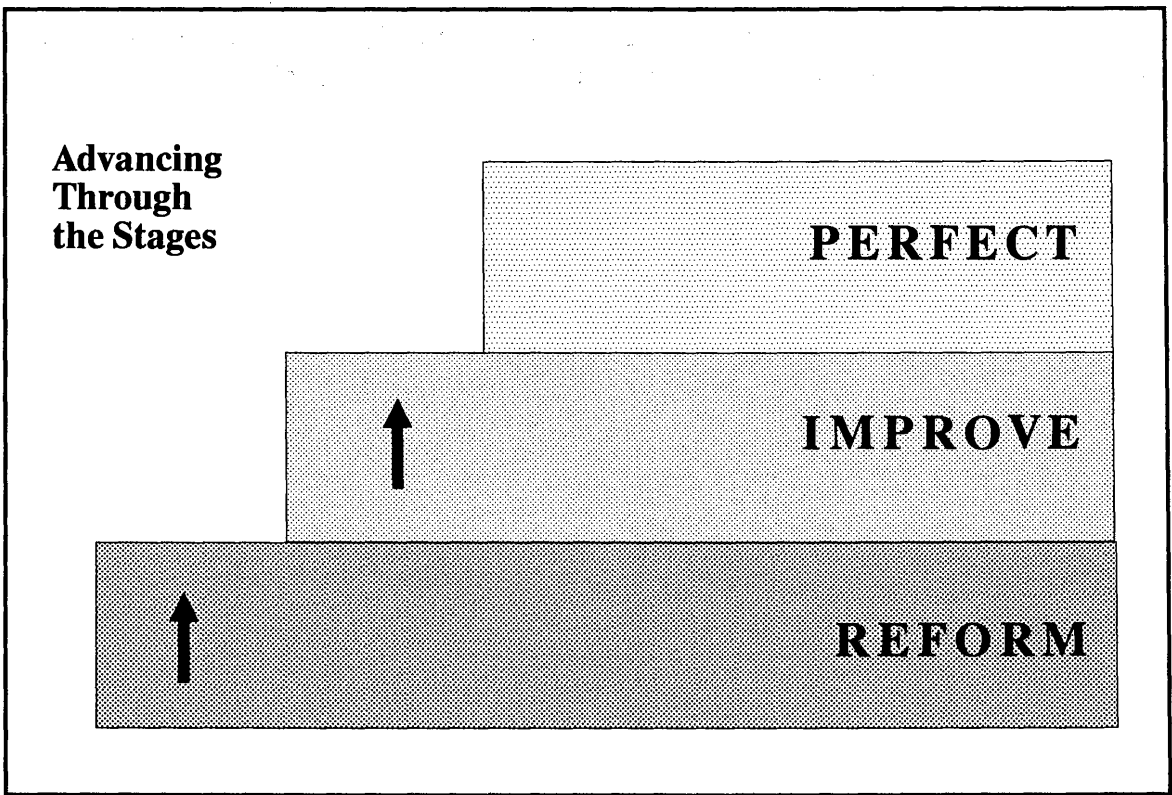 Advancing
Through
the Stages
PERFECT
IMPROVE
REFORM